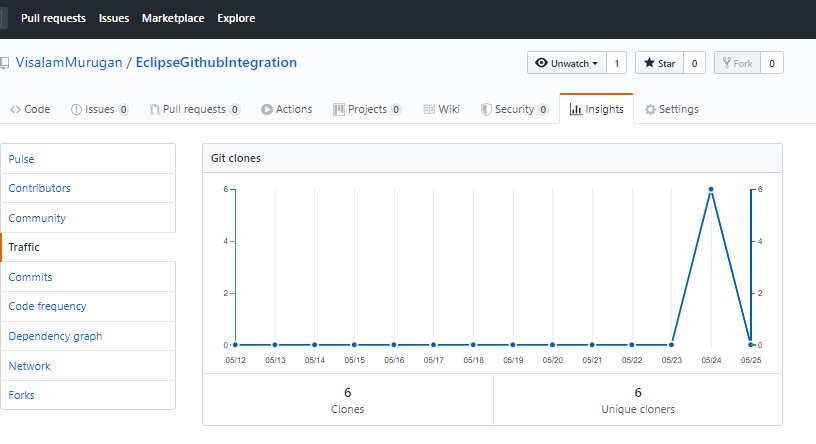 Pull requests Issues Marketplace Explore
VisalamMurugan / EclipseGithubIntegration
Unwatch 1 Star 0 Fork 0
Code Issues 0 Pull requests 0 Actions Projects 0 Wiki Security 0 Insights Settings
Pulse
Contributors
Community
Traffic
Commits
Code frequency
Dependency graph
Network
Forks
Git clones
6 6
4 4
2 2
0 0
05/12 05/13 05/14 05/15 05/16 05/17 05/18 05/19 05/20 05/21 05/22 05/23 05/24 05/25
6 6
Clones Unique cloners